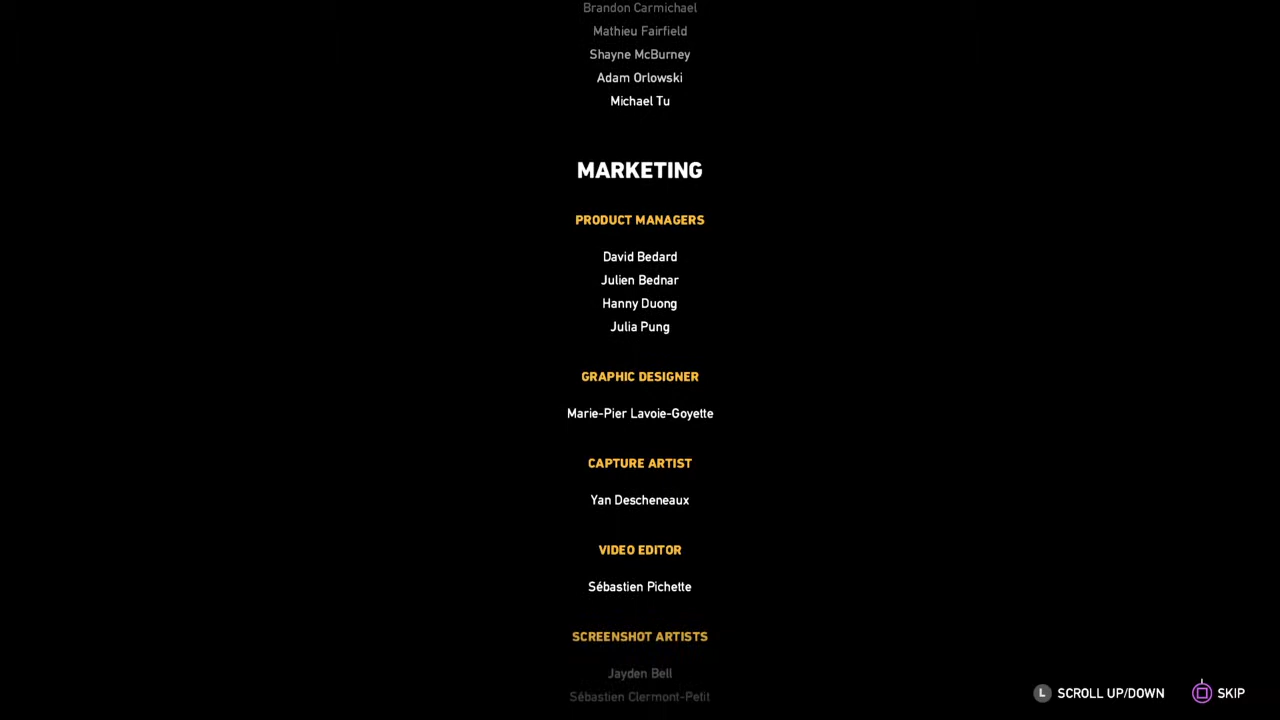 Brandon Carmichael
Mathieu Fairfield
Shayne McBurney
Adam Orlowski
Michael Tu
MARKETING
PRODUCT MANAGERS
David Bedard
Julien Bednar
Hanny Duong
Julia Pung
GRAPHIC DESIGNER
Marie-Pier Lavoie-Goyette
CAPTURE ARTIST
Yan Descheneaux
VIDEO EDITOR
Sébastien Pichette
SCREENSHOT ARTISTS
Jayden Bell
Sébastien Clermont-Petit
L SCROLL UP/DOWN SKIP